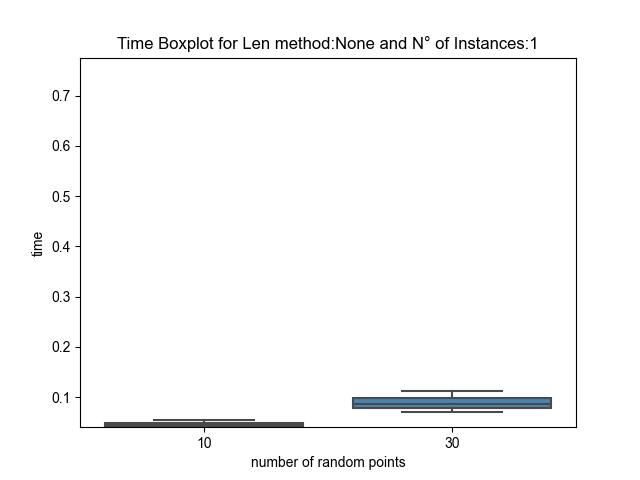 Time Boxplot for Len method:None and N° of Instances:1
0.7
0.6
0.5
0.4
0.3
0.2
0.1
time
10 30
number of random points